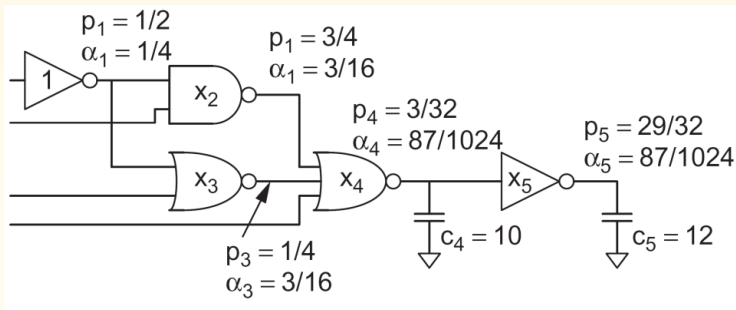 p₁ = 1/2
α₁ = 1/4
p₁ = 3/4
α₁ = 3/16
1
x₂
p₄ = 3/32
α₄ = 87/1024
p₅ = 29/32
α₅ = 87/1024
x₃
x₄
x₅
p₃ = 1/4
α₃ = 3/16
c₄ = 10
c₅ = 12